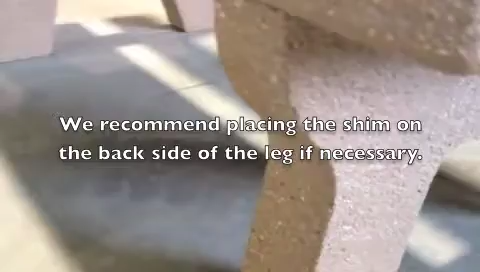 We recommend placing the shim on
the back side of the leg if necessary.